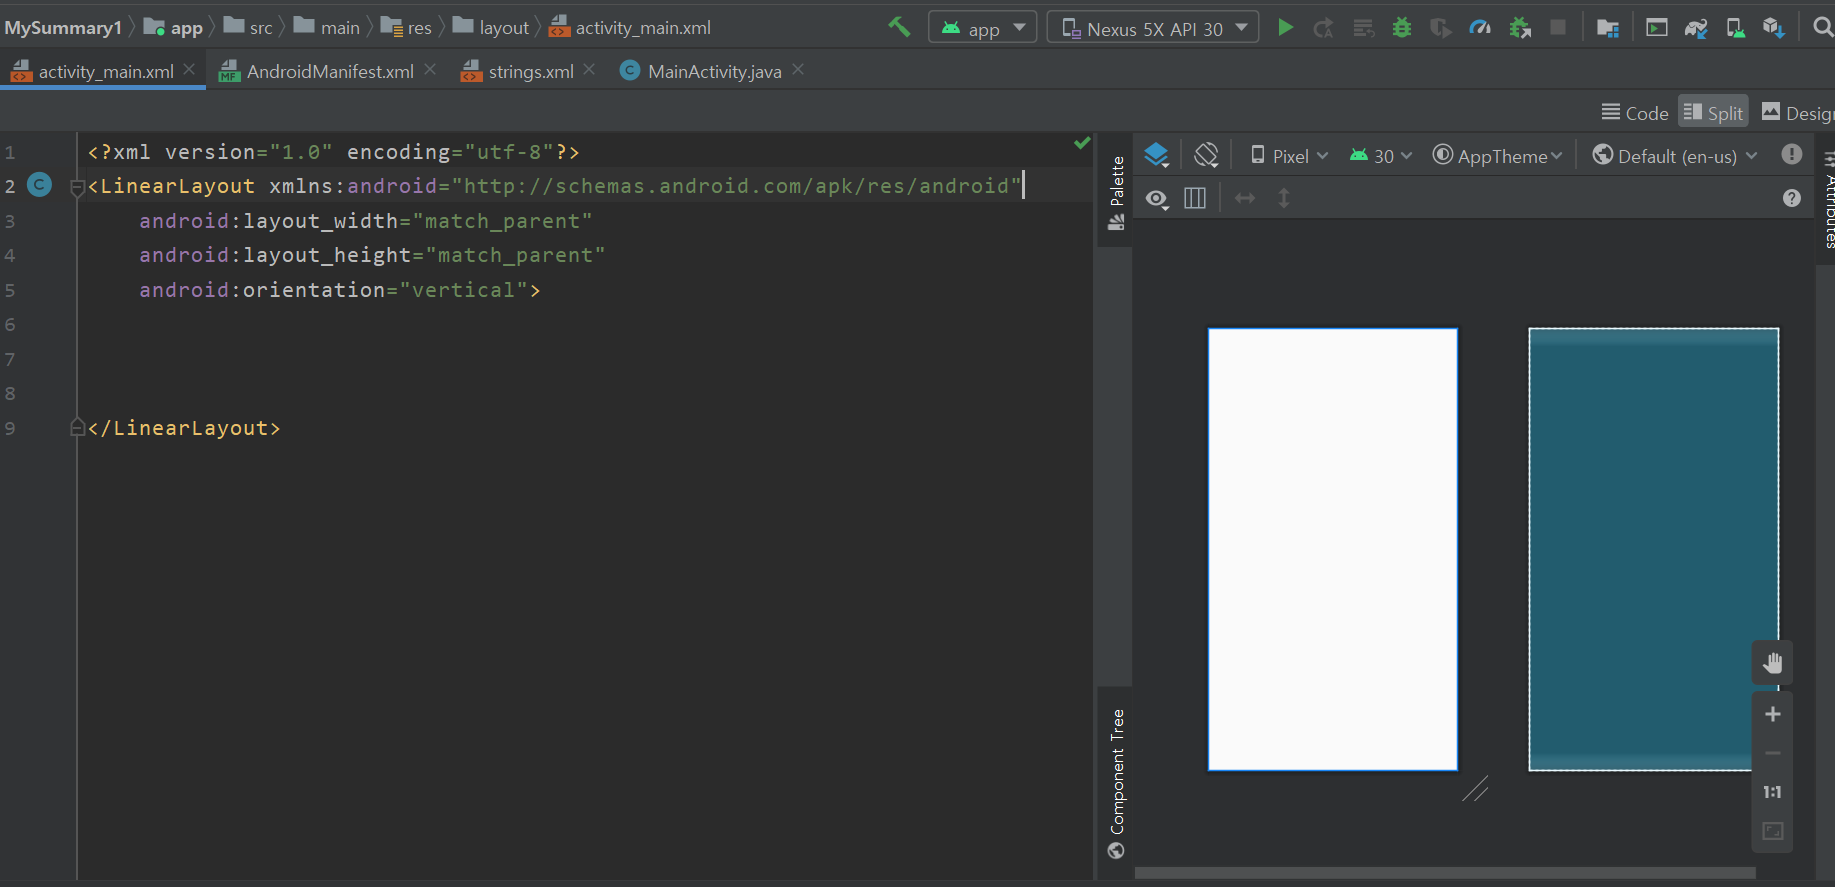 MySummary1 app src main res layout activity_main.xml app Nexus 5X API 30
activity_main.xml AndroidManifest.xml strings.xml MainActivity.java
Code Split Desig
1 <?xml version="1.0" encoding="utf-8"?>
2 <LinearLayout xmlns:android="http://schemas.android.com/apk/res/android"
3 android:layout_width="match_parent"
4 android:layout_height="match_parent"
5 android:orientation="vertical">
6
7
8
9 </LinearLayout>
Palette
Pixel 30 AppTheme Default (en-us)
Attributes
Component Tree
1:1